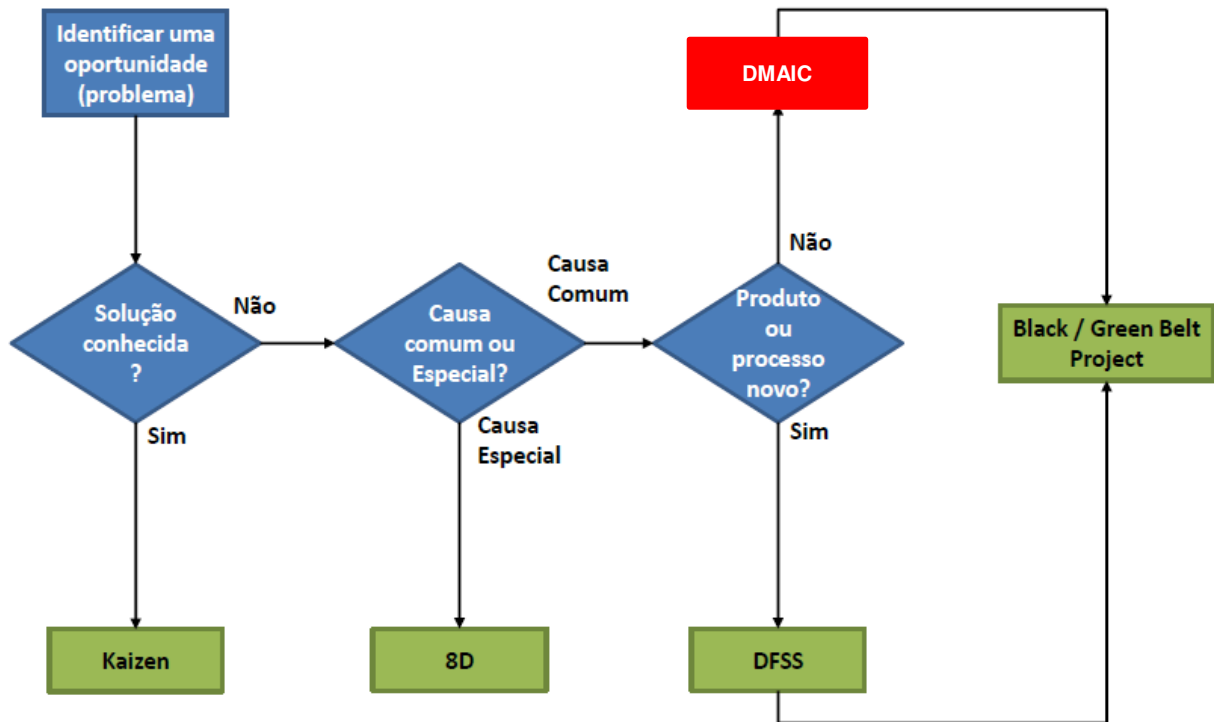 Identificar uma
oportunidade
(problema)
DMAIC
Solução
conhecida
?
Não
Sim
Causa
comum ou
Especial?
Causa
Comum
Causa
Especial
Produto
ou
processo
novo?
Não
Sim
Black / Green Belt
Project
Kaizen
8D
DFSS